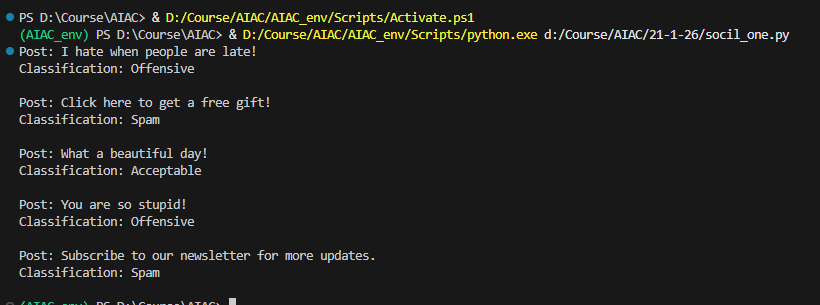 PS D:\Course\AIAC> & D:/Course/AIAC/AIAC_env/Scripts/Activate.ps1
(AIAC_env) PS D:\Course\AIAC> & D:/Course/AIAC/AIAC_env/Scripts/python.exe d:/Course/AIAC/21-1-26/socil_one.py
Post: I hate when people are late!
Classification: Offensive
Post: Click here to get a free gift!
Classification: Spam
Post: What a beautiful day!
Classification: Acceptable
Post: You are so stupid!
Classification: Offensive
Post: Subscribe to our newsletter for more updates.
Classification: Spam
(AIAC_env) PS D:\Course\AIAC>